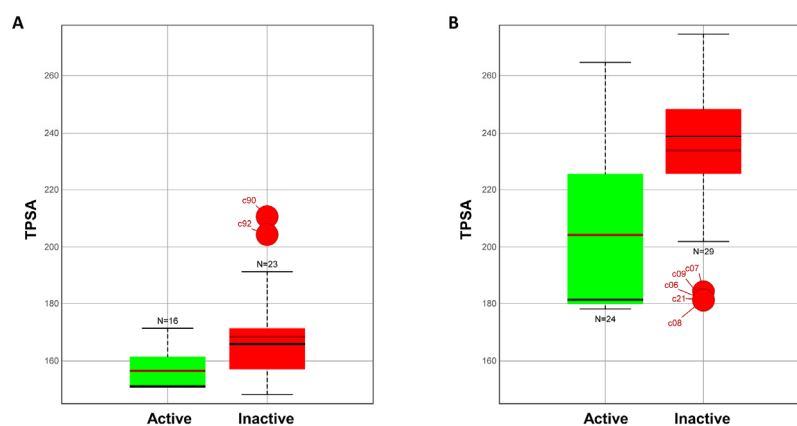 A
TPSA
260
240
220
200
180
160
c90
c92
N=23
N=16
Active
Inactive
B
TPSA
260
240
220
200
180
160
N=29
c07
c09
c06
c21
c08
N=24
Active
Inactive